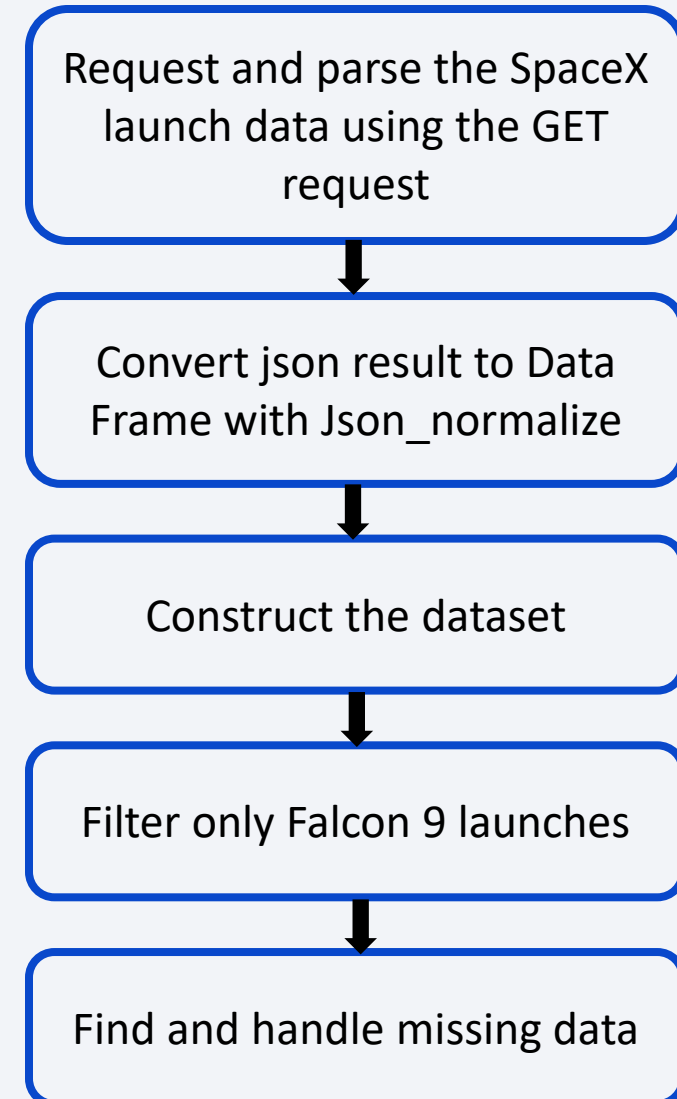 Request and parse the SpaceX
launch data using the GET
request
Convert json result to Data
Frame with Json_normalize
Construct the dataset
Filter only Falcon 9 launches
Find and handle missing data